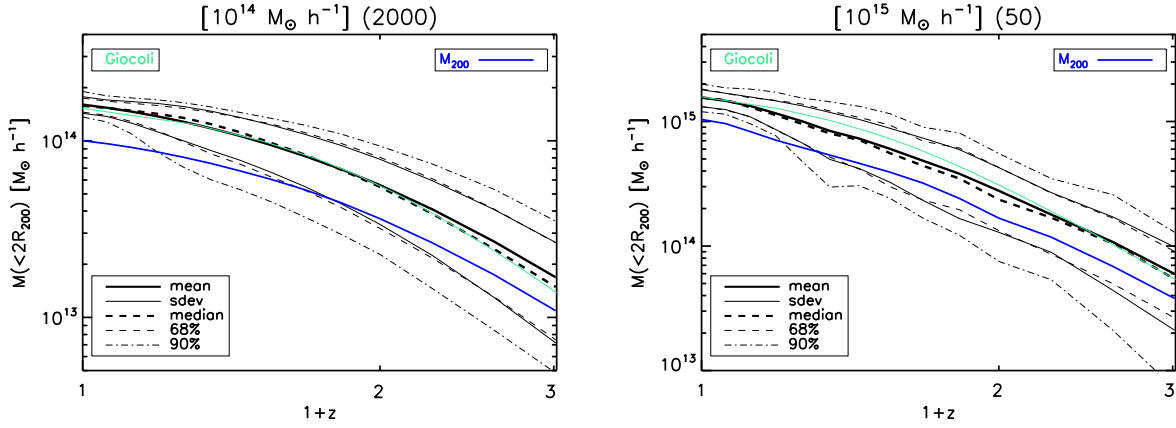 [10¹⁴ M⊙ h⁻¹] (2000)
Giocoli
M₂₀₀
M(<2R₂₀₀) [M⊙ h⁻¹]
10¹⁴
10¹³
mean
sdev
median
68%
90%
1
2
3
1+z
[10¹⁵ M⊙ h⁻¹] (50)
Giocoli
M₂₀₀
M(<2R₂₀₀) [M⊙ h⁻¹]
10¹⁵
10¹⁴
10¹³
mean
sdev
median
68%
90%
1
2
3
1+z